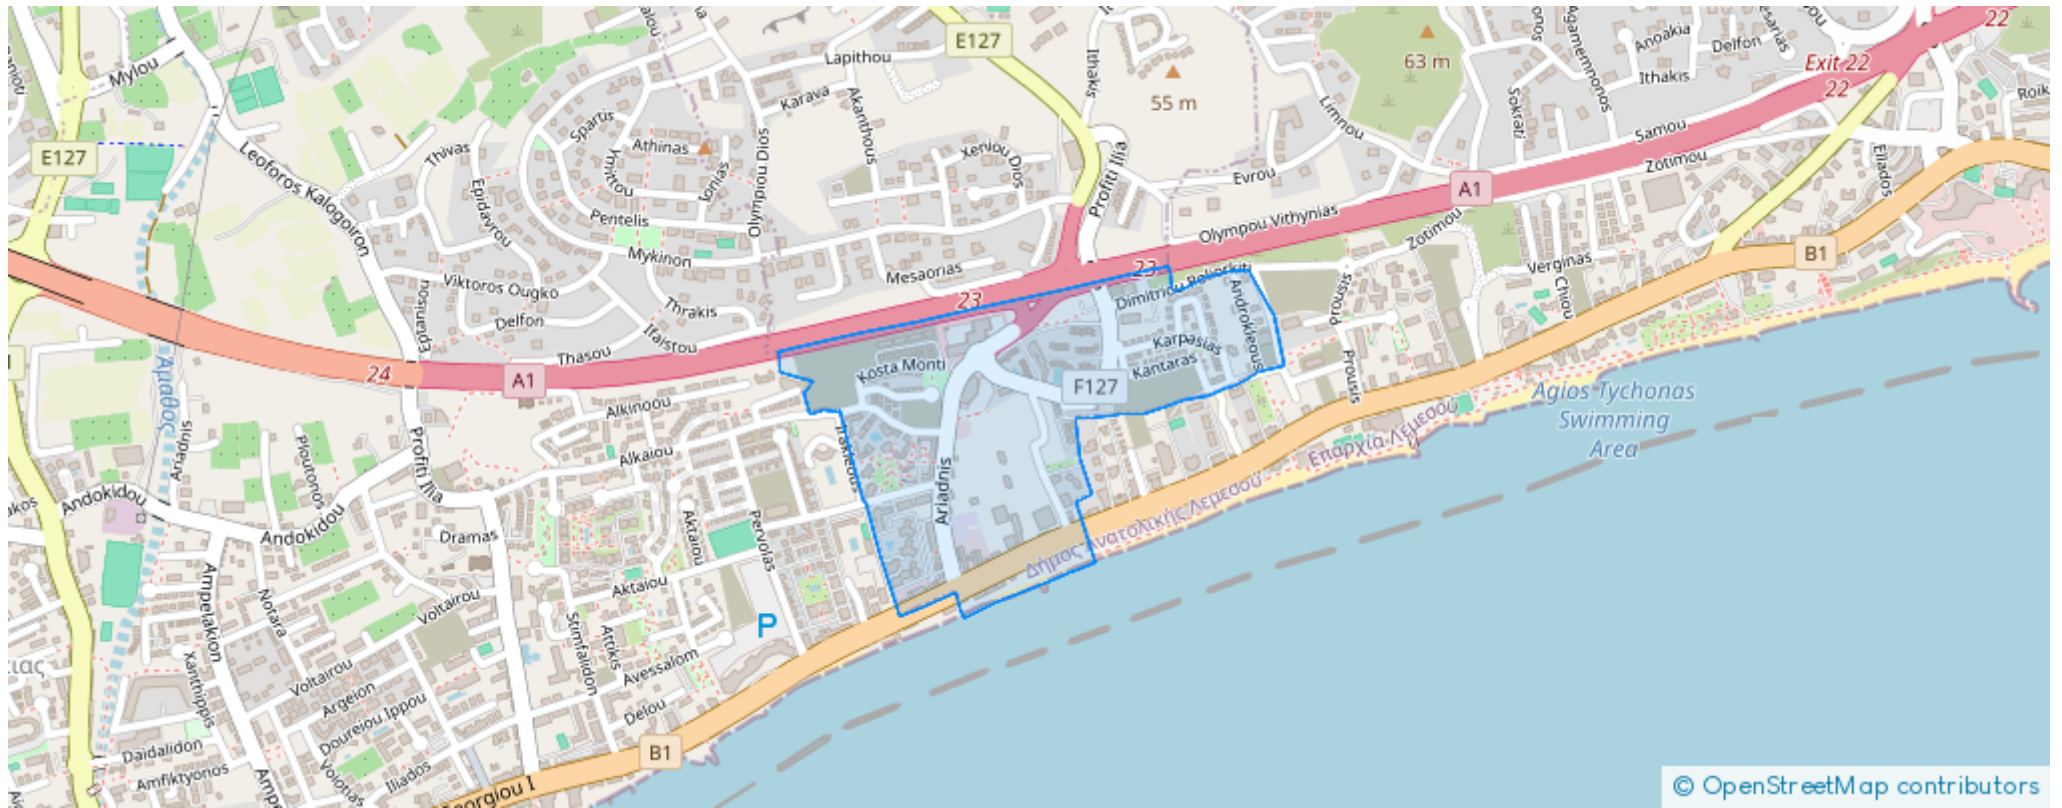 22
E127
Mylou
Lapithou
Ithakis
63 m
Anoakia
Delfon
Exit 22
22
Ithakis
Agamemnonos
Sokrati
55 m
Karava
Akanthous
Spartis
Limnou
Samou
Zotimou
Eliados
E127
Thivas
Athinas
Ymittou
Ionias
Olympiou Dios
Xeniou Dios
Profiti Ilia
Evrou
A1
Leoforos Kalogoiron
Epidavrou
Pentelis
Mykinon
Olympou Vithynias
Zotimou
B1
Verginas
Chiou
Viktoros Ougko
Mesaorias
23
23
Dimitriou Poliorkiti
Androkleous
Prousis
Thrakis
Delfon
Ifaistou
Thasou
24
A1
Kosta Monti
Karpasias
Kantaras
F127
Prousis
Αμαθος
Ariadnis
Ploutonos
Profiti Ilia
Alkinoou
Alkaiou
Irakleous
Ariadnis
Agios Tychonas
Swimming
Area
Επαρχία Λεμεσού
Andokidou
Andokidou
Dramas
Aktaiou
Pervolas
Δήμος Ανατολικής Λεμεσού
Ampelakion
Notara
Voltairou
Aktaiou
Stimfalidon
Attikis
P
Xanthippis
Voltairou
Argeion
Avessalom
Doureiou Ippou
Delou
Daidalidon
Amfiktyonos
Iliados
B1
Georgiou I
© OpenStreetMap contributors